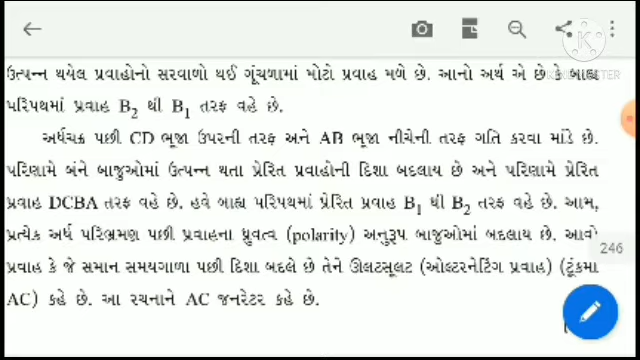 ઉત્પન્ન થયેલ પ્રવાહોનો સરવાળો થઈ ગૂંચળામાં મોટો પ્રવાહ મળે છે. આનો અર્થ એ છે કે બાહ્ય
પરિપથમાં પ્રવાહ B₂ થી B₁ તરફ વહે છે.
અર્ધચક્ર પછી CD ભૂજા ઉપરની તરફ અને AB ભૂજા નીચેની તરફ ગતિ કરવા માંડે છે.
પરિણામે બંને બાજુઓમાં ઉત્પન્ન થતા પ્રેરિત પ્રવાહોની દિશા બદલાય છે અને પરિણામે પ્રેરિત
પ્રવાહ DCBA તરફ વહે છે. હવે બાહ્ય પરિપથમાં પ્રેરિત પ્રવાહ B₁ થી B₂ તરફ વહે છે. આમ,
પ્રત્યેક અર્ધ પરિભ્રમણ પછી પ્રવાહના ધ્રુવત્વ (polarity) અનુરૂપ બાજુઓમાં બદલાય છે. આવો
246
પ્રવાહ કે જે સમાન સમયગાળા પછી દિશા બદલે છે તેને ઊલટસૂલટ (ઓલ્ટરનેટિંગ પ્રવાહ) (ટૂંકમા
AC) કહે છે. આ રચનાને AC જનરેટર કહે છે.